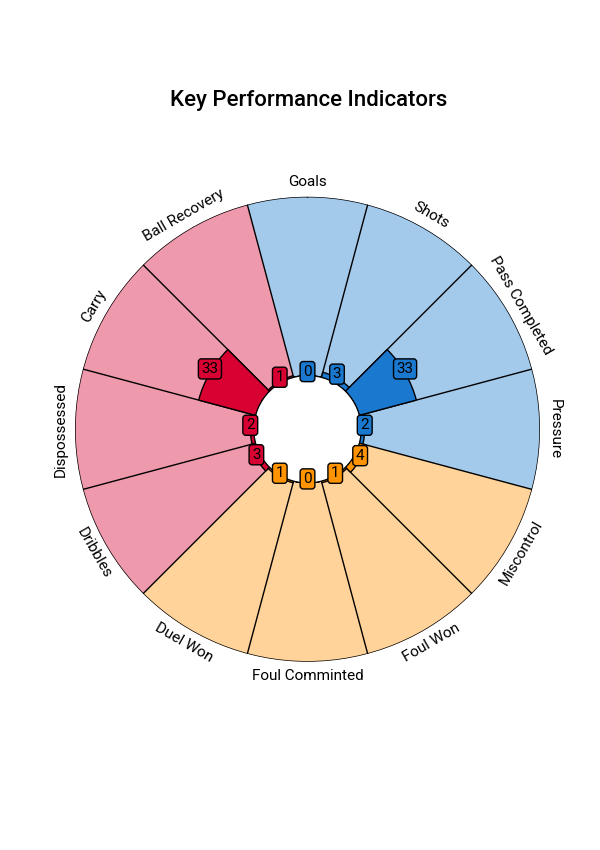 Key Performance Indicators
Goals
Shots
Pass Completed
Pressure
Miscontrol
Foul Won
Foul Comminted
Duel Won
Dribbles
Dispossessed
Carry
Ball Recovery
0
3
33
2
4
1
0
1
3
2
33
1